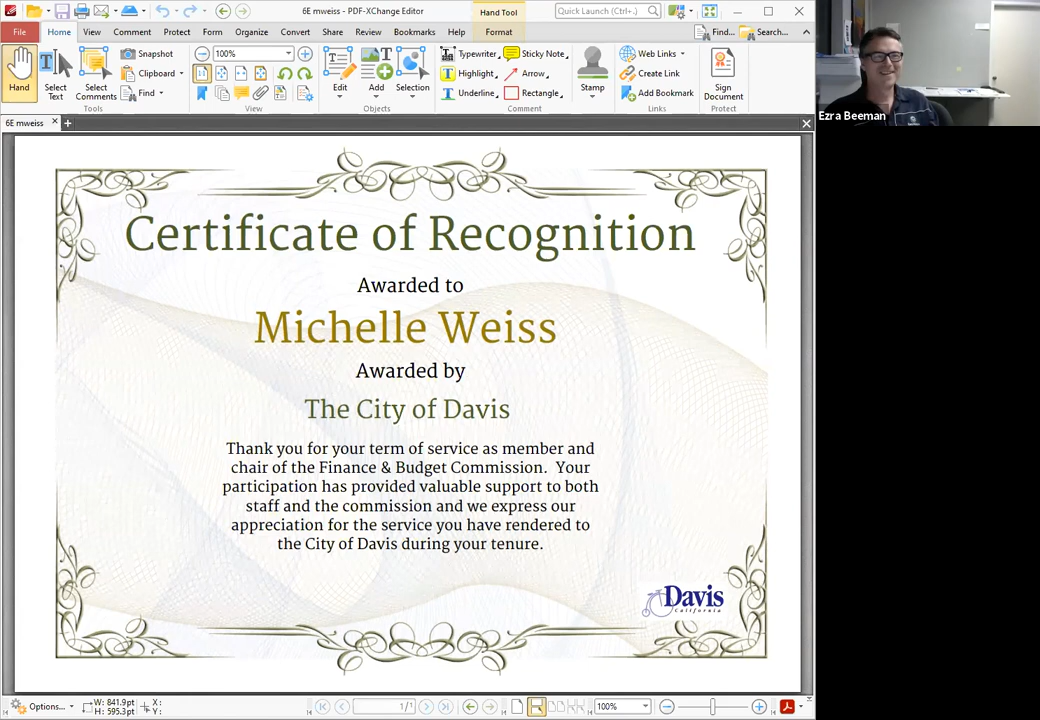 6E mweiss - PDF-XChange Editor
Hand Tool
Quick Launch (Ctrl+.)
File Home View Comment Protect Form Organize Convert Share Review Bookmarks Help Format Find... Search...
Hand
Select Text
Select Comments
Snapshot
Clipboard
Find
Tools
100%
View
Edit
Add
Selection
Objects
Typewriter
Highlight
Underline
Sticky Note
Arrow
Rectangle
Comment
Stamp
Web Links
Create Link
Add Bookmark
Links
Sign Document
Protect
Ezra Beeman
6E mweiss
Certificate of Recognition
Awarded to
Michelle Weiss
Awarded by
The City of Davis
Thank you for your term of service as member and
chair of the Finance & Budget Commission. Your
participation has provided valuable support to both
staff and the commission and we express our
appreciation for the service you have rendered to
the City of Davis during your tenure.
Davis
California
Options...
W: 841.9pt
H: 595.3pt
X:
Y:
1/1
100%